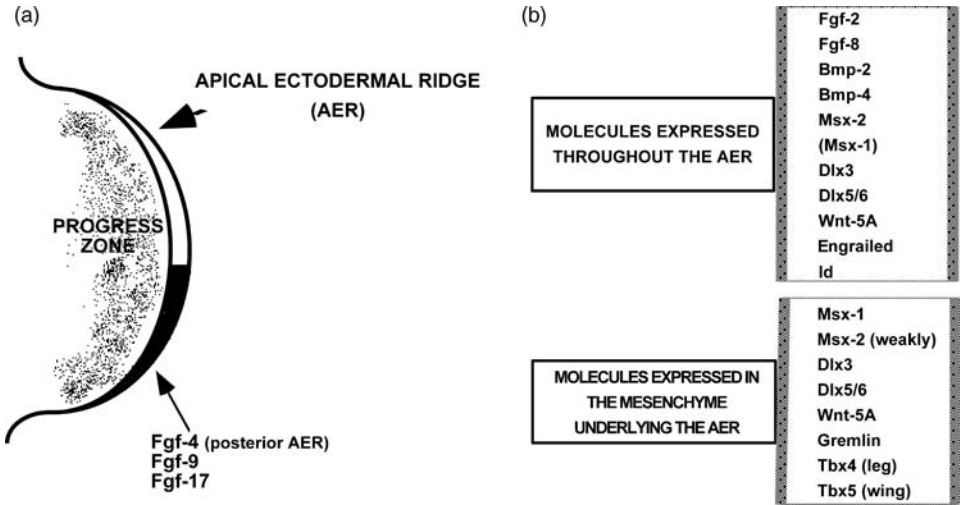 (a)
APICAL ECTODERMAL RIDGE
(AER)
PROGRESS
ZONE
Fgf-4 (posterior AER)
Fgf-9
Fgf-17
(b)
MOLECULES EXPRESSED
THROUGHOUT THE AER
Fgf-2
Fgf-8
Bmp-2
Bmp-4
Msx-2
(Msx-1)
Dlx3
Dlx5/6
Wnt-5A
Engrailed
Id
MOLECULES EXPRESSED IN
THE MESENCHYME
UNDERLYING THE AER
Msx-1
Msx-2 (weakly)
Dlx3
Dlx5/6
Wnt-5A
Gremlin
Tbx4 (leg)
Tbx5 (wing)